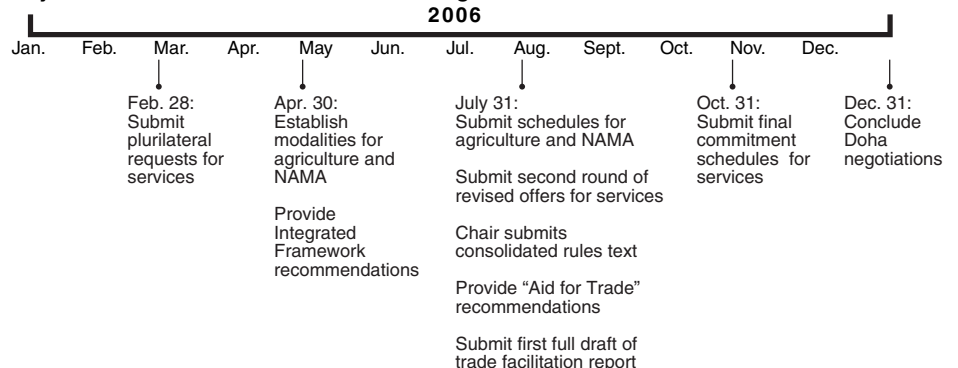 2006
Jan. Feb. Mar. Apr. May Jun. Jul. Aug. Sept. Oct. Nov. Dec.
Feb. 28:
Submit
plurilateral
requests for
services
Apr. 30:
Establish
modalities for
agriculture and
NAMA
Provide
Integrated
Framework
recommendations
July 31:
Submit schedules for
agriculture and NAMA
Submit second round of
revised offers for services
Chair submits
consolidated rules text
Provide “Aid for Trade”
recommendations
Submit first full draft of
trade facilitation report
Oct. 31:
Submit final
commitment
schedules for
services
Dec. 31:
Conclude
Doha
negotiations